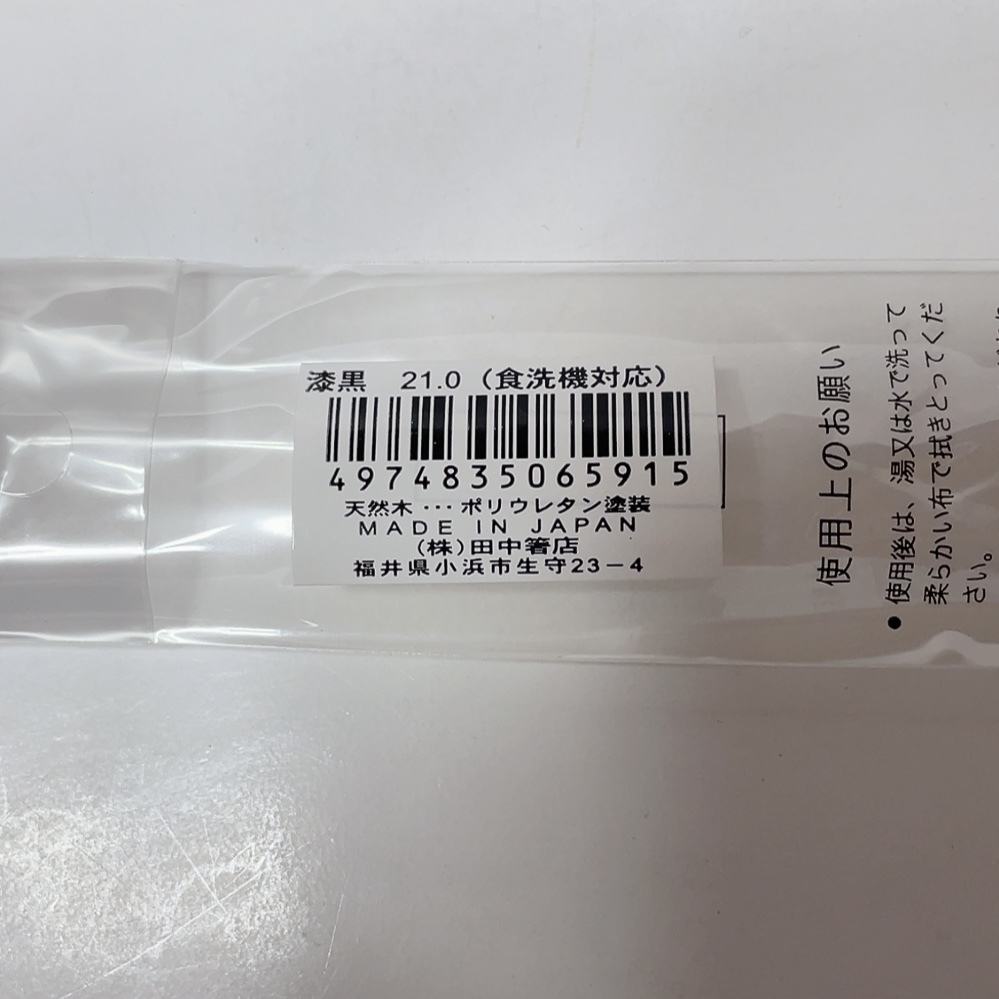 漆黒 21.0（食洗機対応）
4974835065915
天然木…ポリウレタン塗装
MADE IN JAPAN
（株）田中箸店
福井県小浜市生守23－4
使用上のお願い
●使用後は、湯又は水で洗って
柔らかい布で拭きとってくだ
さい。